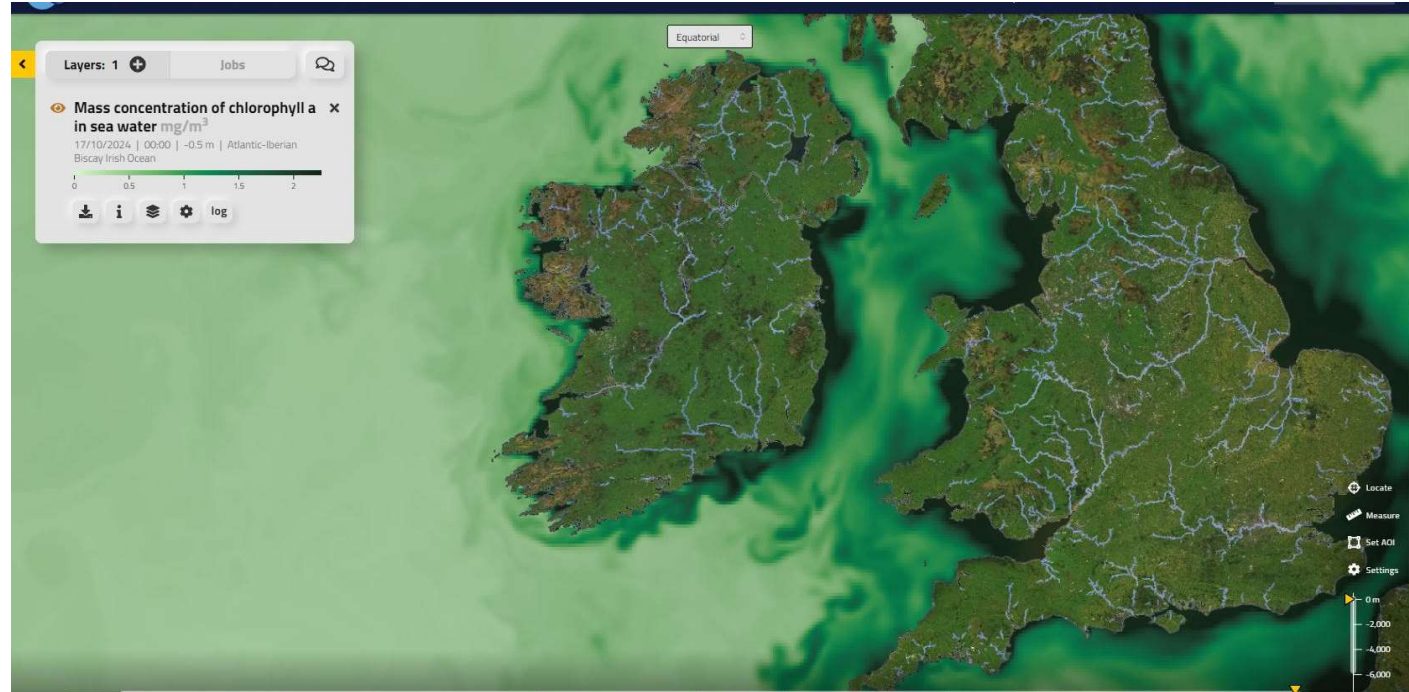 Equatorial
Layers: 1
Jobs
Mass concentration of chlorophyll a
in sea water mg/m³
17/10/2024 | 00:00 | -0.5 m | Atlantic-Iberian
Biscay Irish Ocean
0 0.5 1 1.5 2
log
Locate
Measure
Set AOI
Settings
0 m
-2,000
-4,000
-6,000